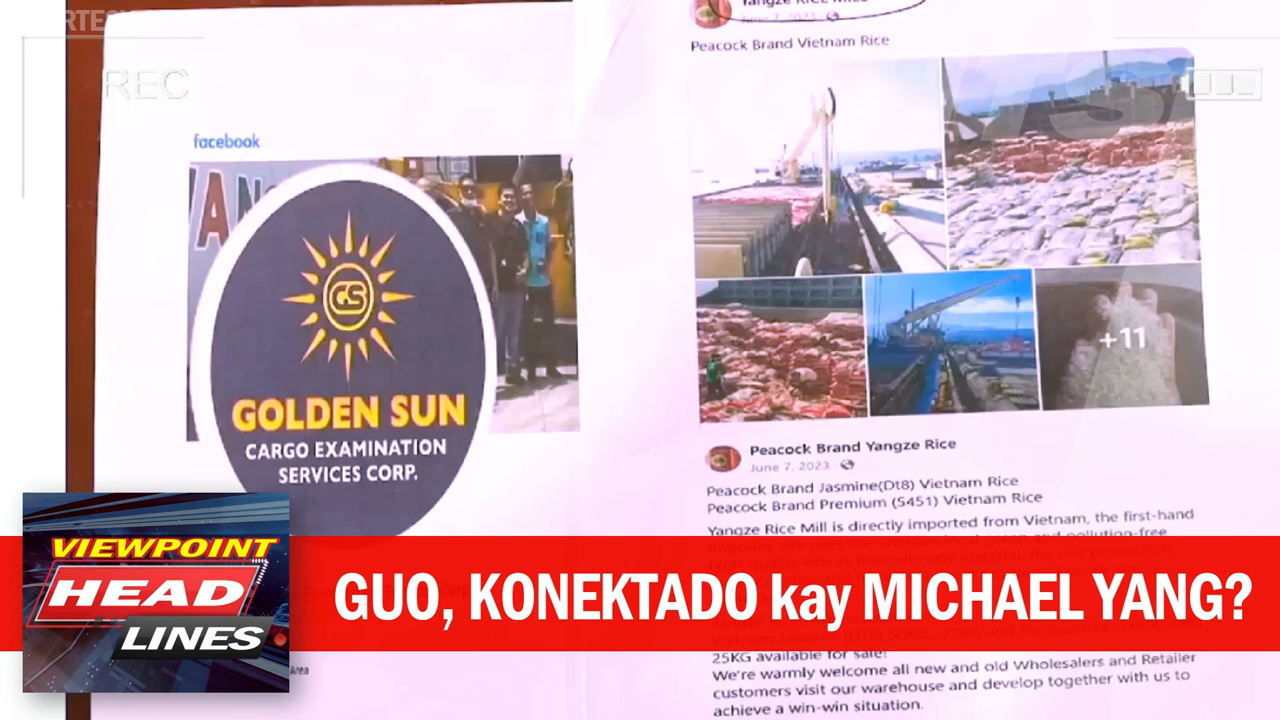 REC
facebook
GS
GOLDEN SUN
CARGO EXAMINATION
SERVICES CORP.
June 7, 2023
Peacock Brand Vietnam Rice
+11
Peacock Brand Yangze Rice
June 7, 2023
Peacock Brand Jasmine(Dt8) Vietnam Rice
Peacock Brand Premium (5451) Vietnam Rice
Yangze Rice Mill is directly imported from Vietnam, the first-hand
25KG available for sale!
We're warmly welcome all new and old Wholesalers and Retailer
customers visit our warehouse and develop together with us to
achieve a win-win situation.
Area
VIEWPOINT
HEAD
LINES
GUO, KONEKTADO kay MICHAEL YANG?